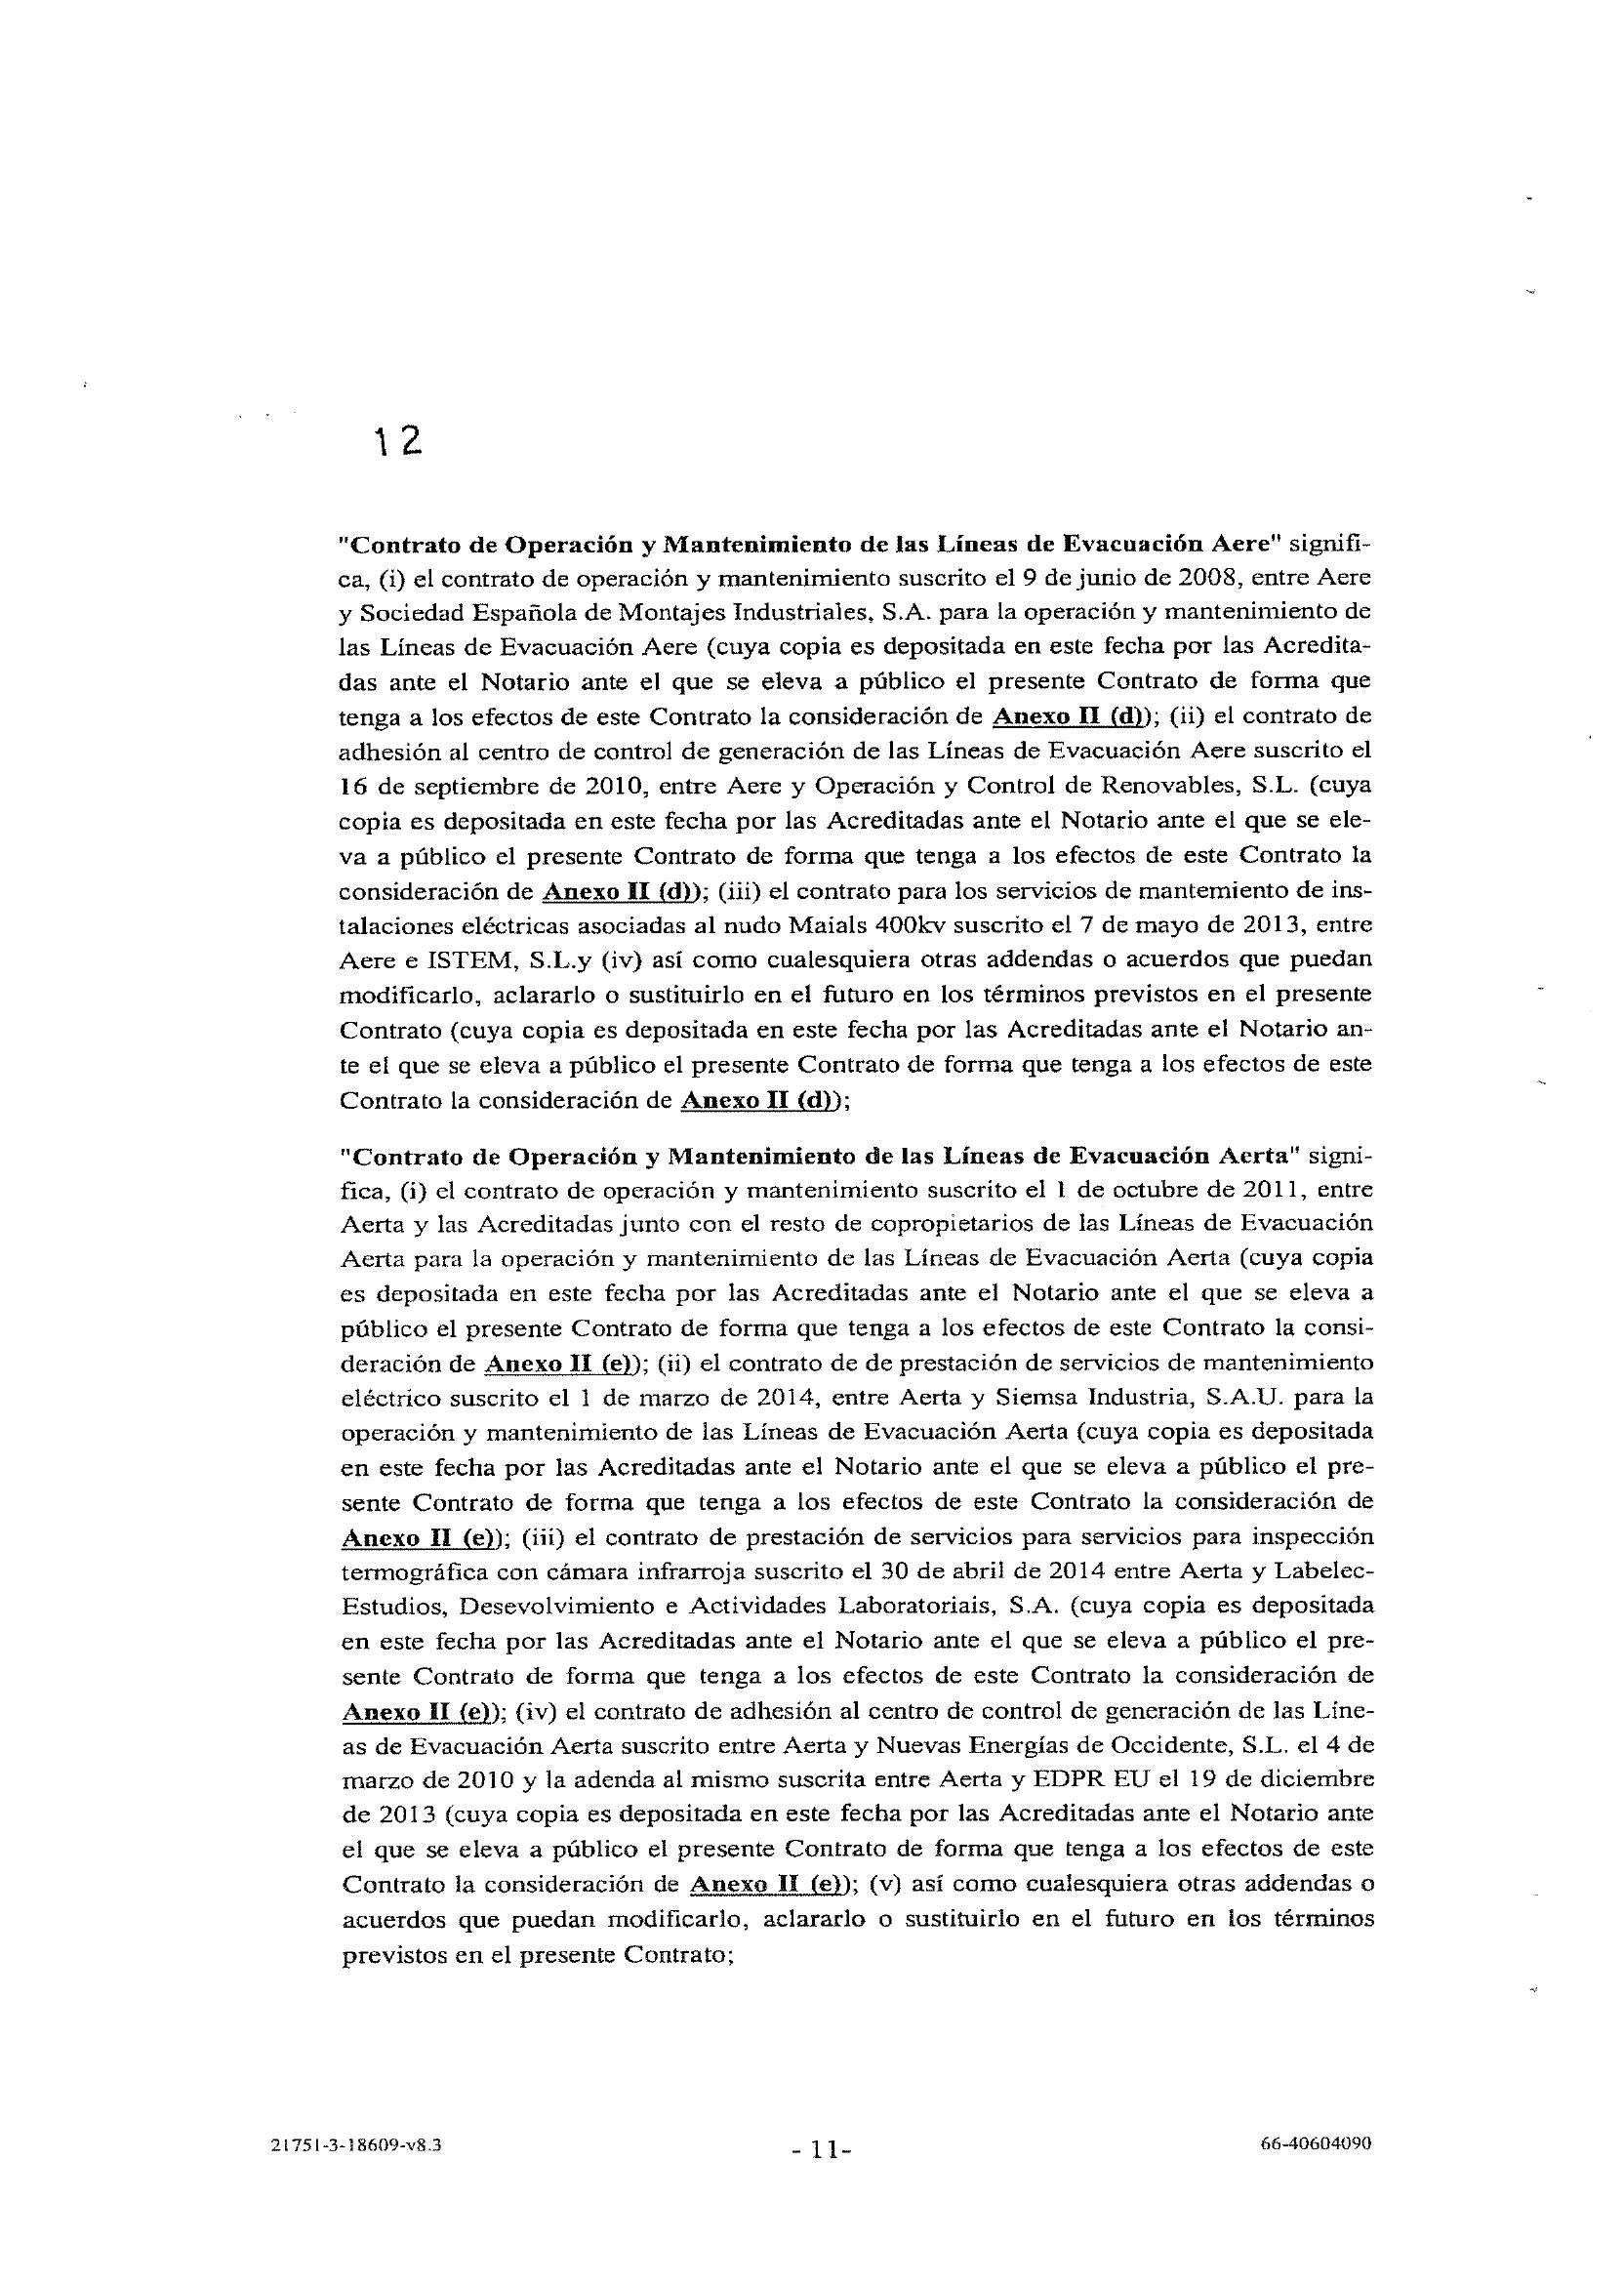 12
"Contrato de Operación y Mantenimiento de las Líneas de Evacuación Aere" signifi-
ca, (i) el contrato de operación y mantenimiento suscrito el 9 de junio de 2008, entre Aere
y Sociedad Española de Montajes Industriales, S.A. para la operación y mantenimiento de
las Líneas de Evacuación Aere (cuya copia es depositada en este fecha por las Acredita-
das ante el Notario ante el que se eleva a público el presente Contrato de forma que
tenga a los efectos de este Contrato la consideración de Anexo II (d)); (ii) el contrato de
adhesión al centro de control de generación de las Líneas de Evacuación Aere suscrito el
16 de septiembre de 2010, entre Aere y Operación y Control de Renovables, S.L. (cuya
copia es depositada en este fecha por las Acreditadas ante el Notario ante el que se ele-
va a público el presente Contrato de forma que tenga a los efectos de este Contrato la
consideración de Anexo II (d)); (iii) el contrato para los servicios de mantemiento de ins-
talaciones eléctricas asociadas al nudo Maials 400kv suscrito el 7 de mayo de 2013, entre
Aere e ISTEM, S.L.y (iv) así como cualesquiera otras addendas o acuerdos que puedan
modificarlo, aclararlo o sustituirlo en el futuro en los términos previstos en el presente
Contrato (cuya copia es depositada en este fecha por las Acreditadas ante el Notario an-
te el que se eleva a público el presente Contrato de forma que tenga a los efectos de este
Contrato la consideración de Anexo II (d));
"Contrato de Operación y Mantenimiento de las Líneas de Evacuación Aerta" signi-
fica, (i) el contrato de operación y mantenimiento suscrito el 1 de octubre de 2011, entre
Aerta y las Acreditadas junto con el resto de copropietarios de las Líneas de Evacuación
Aerta para la operación y mantenimiento de las Líneas de Evacuación Aerta (cuya copia
es depositada en este fecha por las Acreditadas ante el Notario ante el que se eleva a
público el presente Contrato de forma que tenga a los efectos de este Contrato la consi-
deración de Anexo II (e)); (ii) el contrato de de prestación de servicios de mantenimiento
eléctrico suscrito el 1 de marzo de 2014, entre Aerta y Siemsa Industria, S.A.U. para la
operación y mantenimiento de las Líneas de Evacuación Aerta (cuya copia es depositada
en este fecha por las Acreditadas ante el Notario ante el que se eleva a público el pre-
sente Contrato de forma que tenga a los efectos de este Contrato la consideración de
Anexo II (e)); (iii) el contrato de prestación de servicios para servicios para inspección
termográfica con cámara infrarroja suscrito el 30 de abril de 2014 entre Aerta y Labelec-
Estudios, Desevolvimiento e Actividades Laboratoriais, S.A. (cuya copia es depositada
en este fecha por las Acreditadas ante el Notario ante el que se eleva a público el pre-
sente Contrato de forma que tenga a los efectos de este Contrato la consideración de
Anexo II (e)); (iv) el contrato de adhesión al centro de control de generación de las Líne-
as de Evacuación Aerta suscrito entre Aerta y Nuevas Energías de Occidente, S.L. el 4 de
marzo de 2010 y la adenda al mismo suscrita entre Aerta y EDPR EU el 19 de diciembre
de 2013 (cuya copia es depositada en este fecha por las Acreditadas ante el Notario ante
el que se eleva a público el presente Contrato de forma que tenga a los efectos de este
Contrato la consideración de Anexo II (e)); (v) así como cualesquiera otras addendas o
acuerdos que puedan modificarlo, aclararlo o sustituirlo en el futuro en los términos
previstos en el presente Contrato;
21751-3-18609-v8.3
- 11-
66-40604090